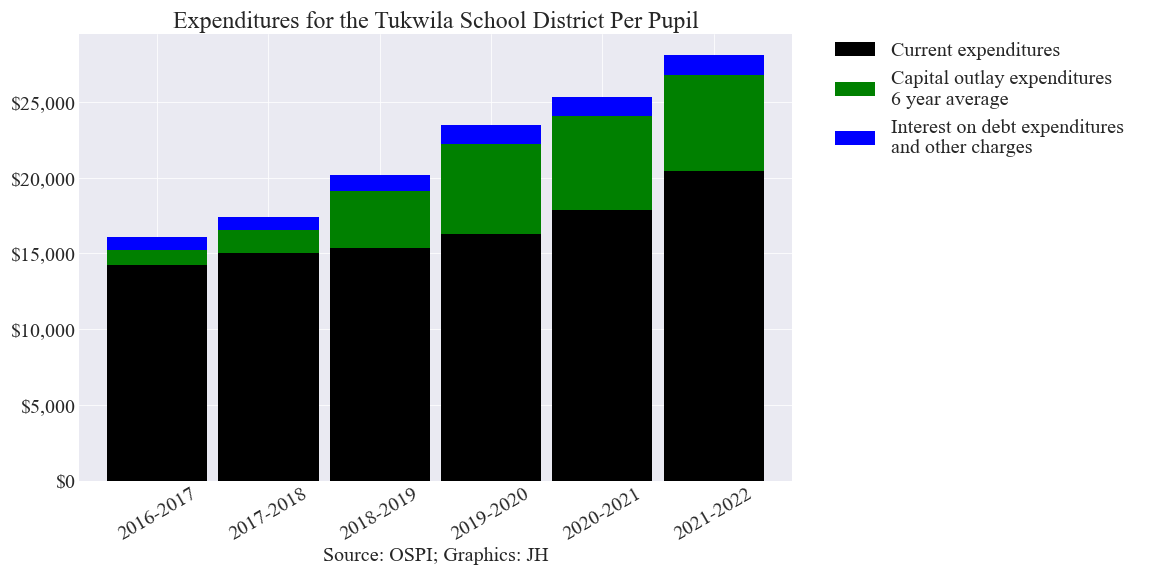 Expenditures for the Tukwila School District Per Pupil
Current expenditures
Capital outlay expenditures
6 year average
Interest on debt expenditures
and other charges
$25,000
$20,000
$15,000
$10,000
$5,000
$0
2016-2017
2017-2018
2018-2019
2019-2020
2020-2021
2021-2022
Source: OSPI; Graphics: JH